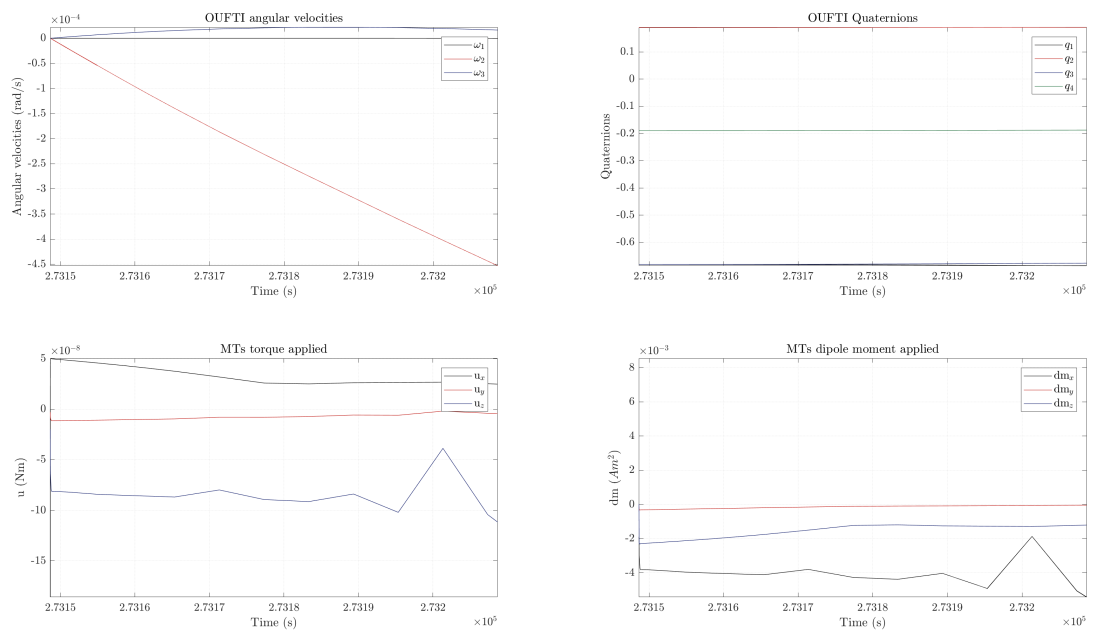 OUFTI angular velocities
×10⁻⁴
0
-0.5
-1
-1.5
-2
-2.5
-3
-3.5
-4
-4.5
Angular velocities (rad/s)
ω₁
ω₂
ω₃
2.7315 2.7316 2.7317 2.7318 2.7319 2.732
Time (s)
×10⁵
OUFTI Quaternions
0.1
0
-0.1
-0.2
-0.3
-0.4
-0.5
-0.6
Quaternions
q₁
q₂
q₃
q₄
2.7315 2.7316 2.7317 2.7318 2.7319 2.732
Time (s)
×10⁵
MTs torque applied
×10⁻⁸
5
0
-5
-10
-15
u (Nm)
uₓ
u_y
u_z
2.7315 2.7316 2.7317 2.7318 2.7319 2.732
Time (s)
×10⁵
MTs dipole moment applied
×10⁻³
8
6
4
2
0
-2
-4
dm (Am²)
dmₓ
dm_y
dm_z
2.7315 2.7316 2.7317 2.7318 2.7319 2.732
Time (s)
×10⁵